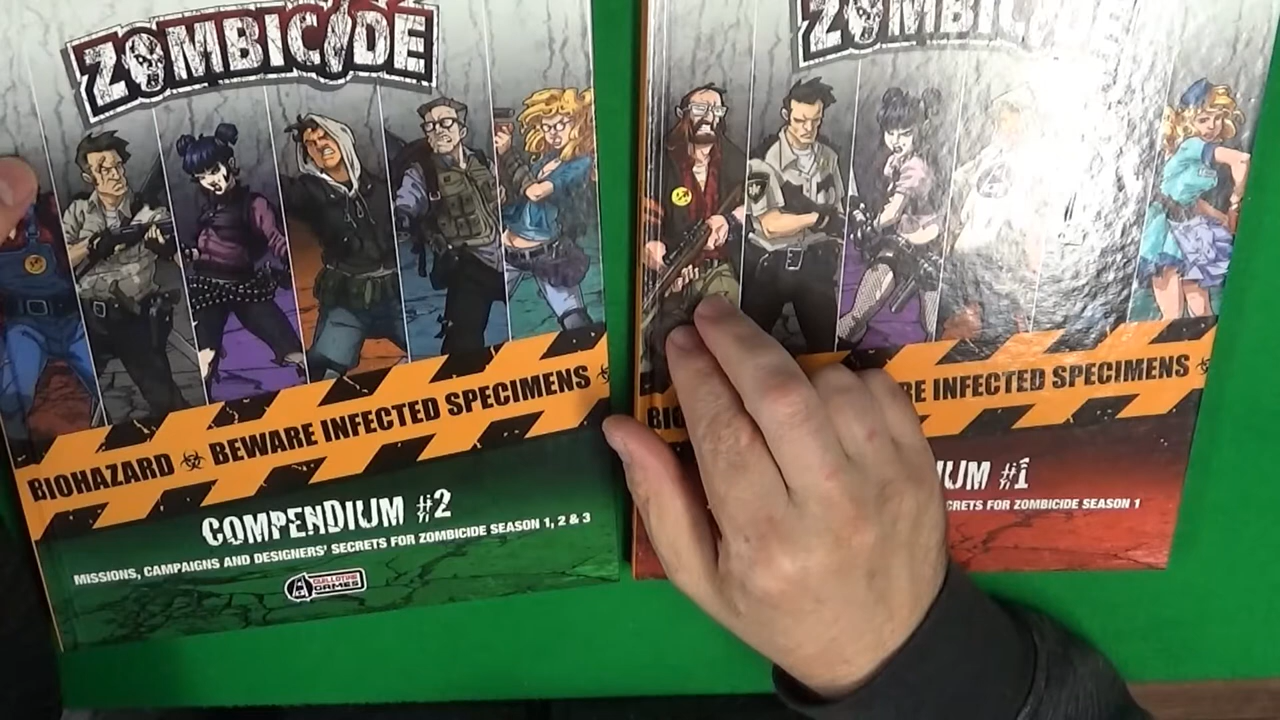 ZOMBICIDE
BIOHAZARD BEWARE INFECTED SPECIMENS
COMPENDIUM #2
MISSIONS, CAMPAIGNS AND DESIGNERS' SECRETS FOR ZOMBICIDE SEASON 1, 2 & 3
GUILLOTINE GAMES
ZOMBICIDE
BIO RE INFECTED SPECIMENS
IUM #1
CRETS FOR ZOMBICIDE SEASON 1